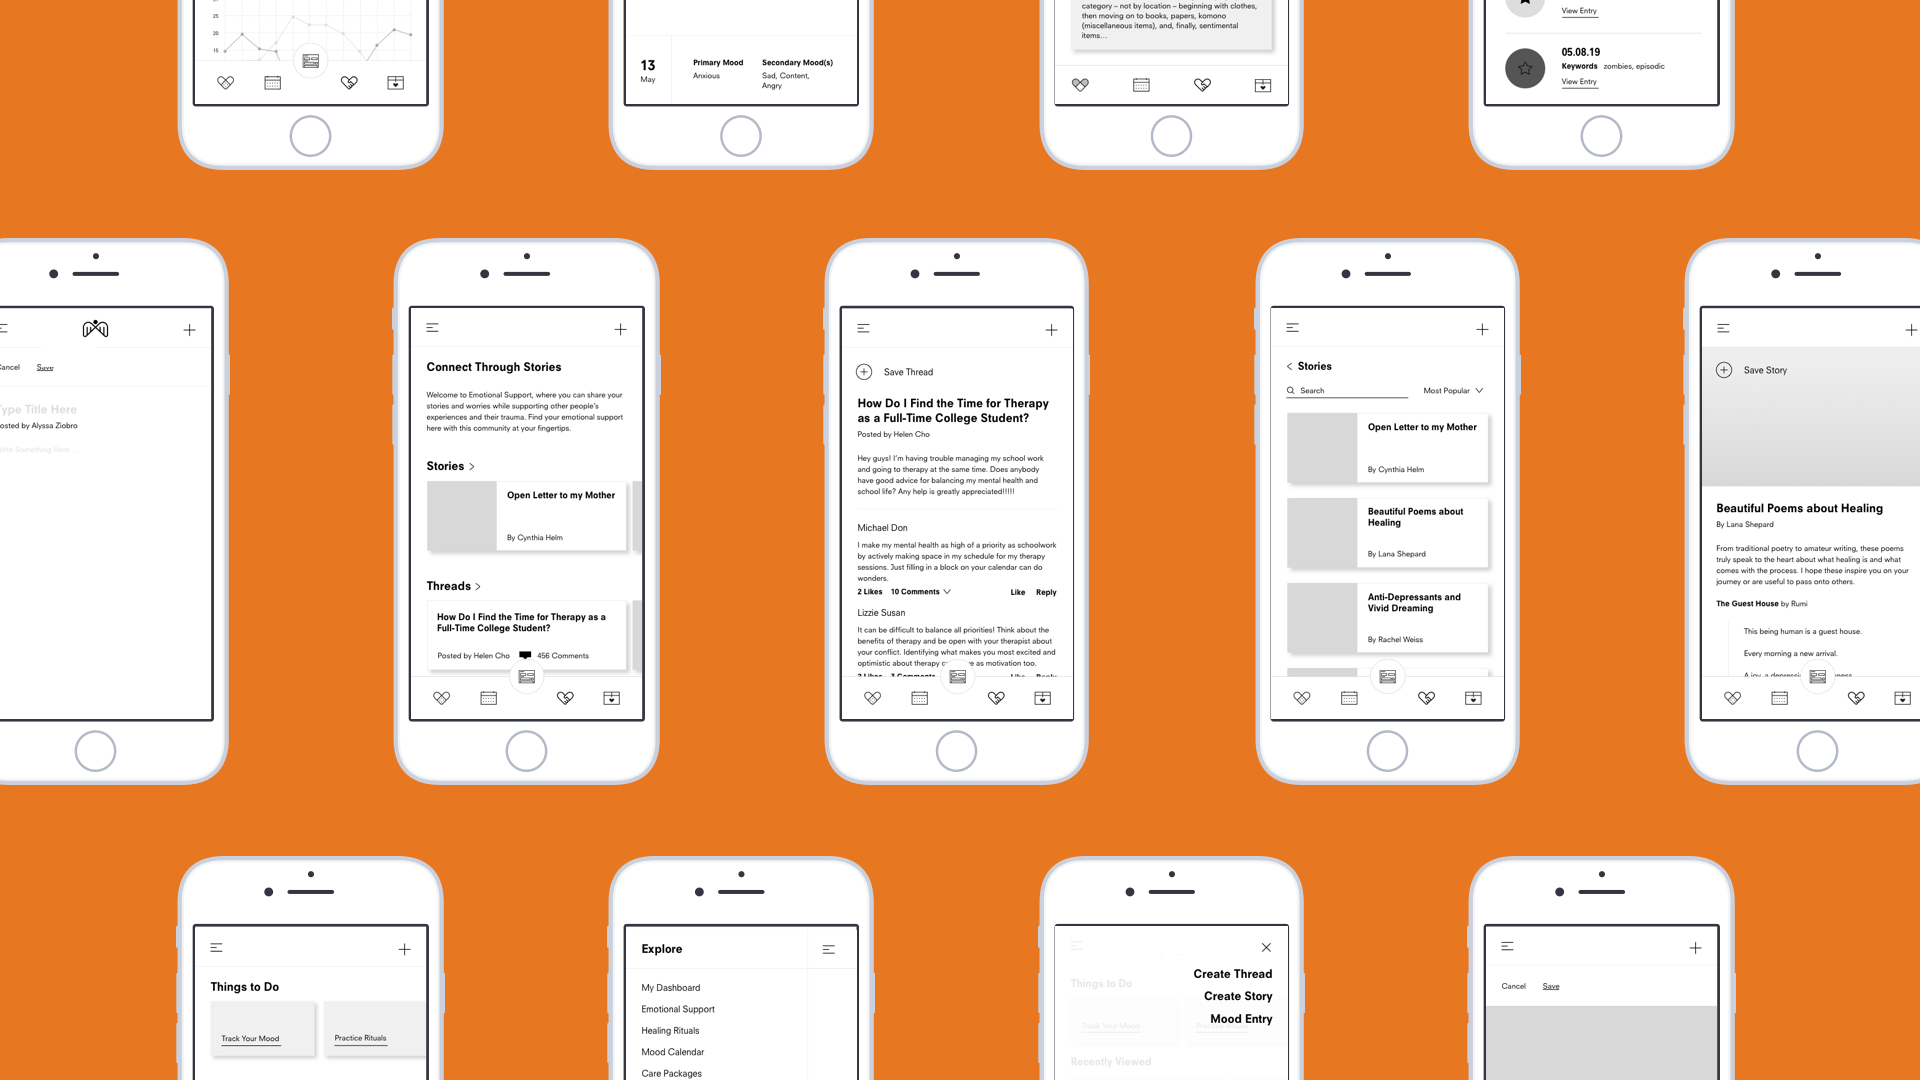 25
20
15
13
May
Primary Mood
Anxious
Secondary Mood(s)
Sad, Content,
Angry
category – not by location – beginning with clothes,
then moving on to books, papers, komono
(miscellaneous items), and, finally, sentimental
items...
View Entry
05.08.19
Keywords zombies, episodic
View Entry
Cancel
Save
Type Title Here
Posted by Alyssa Ziobro
Write Something Here...
Connect Through Stories
Welcome to Emotional Support, where you can share your
stories and worries while supporting other people's
experiences and their trauma. Find your emotional support
here with this community at your fingertips.
Stories >
Open Letter to my Mother
By Cynthia Helm
Threads >
How Do I Find the Time for Therapy as a
Full-Time College Student?
Posted by Helen Cho 456 Comments
Save Thread
How Do I Find the Time for Therapy
as a Full-Time College Student?
Posted by Helen Cho
Hey guys! I'm having trouble managing my school work
and going to therapy at the same time. Does anybody
have good advice for balancing my mental health and
school life? Any help is greatly appreciated!!!!!
Michael Don
I make my mental health as high of a priority as schoolwork
by actively making space in my schedule for my therapy
sessions. Just filling in a block on your calendar can do
wonders.
2 Likes 10 Comments Like Reply
Lizzie Susan
It can be difficult to balance all priorities! Think about the
benefits of therapy and be open with your therapist about
your conflict. Identifying what makes you most excited and
optimistic about therapy as motivation too.
2 Likes 3 Comments Like Reply
< Stories
Search
Most Popular
Open Letter to my Mother
By Cynthia Helm
Beautiful Poems about
Healing
By Lana Shepard
Anti-Depressants and
Vivid Dreaming
By Rachel Weiss
Save Story
Beautiful Poems about Healing
By Lana Shepard
From traditional poetry to amateur writing, these poems
truly speak to the heart about what healing is and what
comes with the process. I hope these inspire you on your
journey or are useful to pass onto others.
The Guest House by Rumi
This being human is a guest house.
Every morning a new arrival.
A joy, a depression
Things to Do
Track Your Mood
Practice Rituals
Explore
My Dashboard
Emotional Support
Healing Rituals
Mood Calendar
Care Packages
Create Thread
Create Story
Mood Entry
Things to Do
Track Your Mood
Practice Rituals
Recently Viewed
Cancel
Save